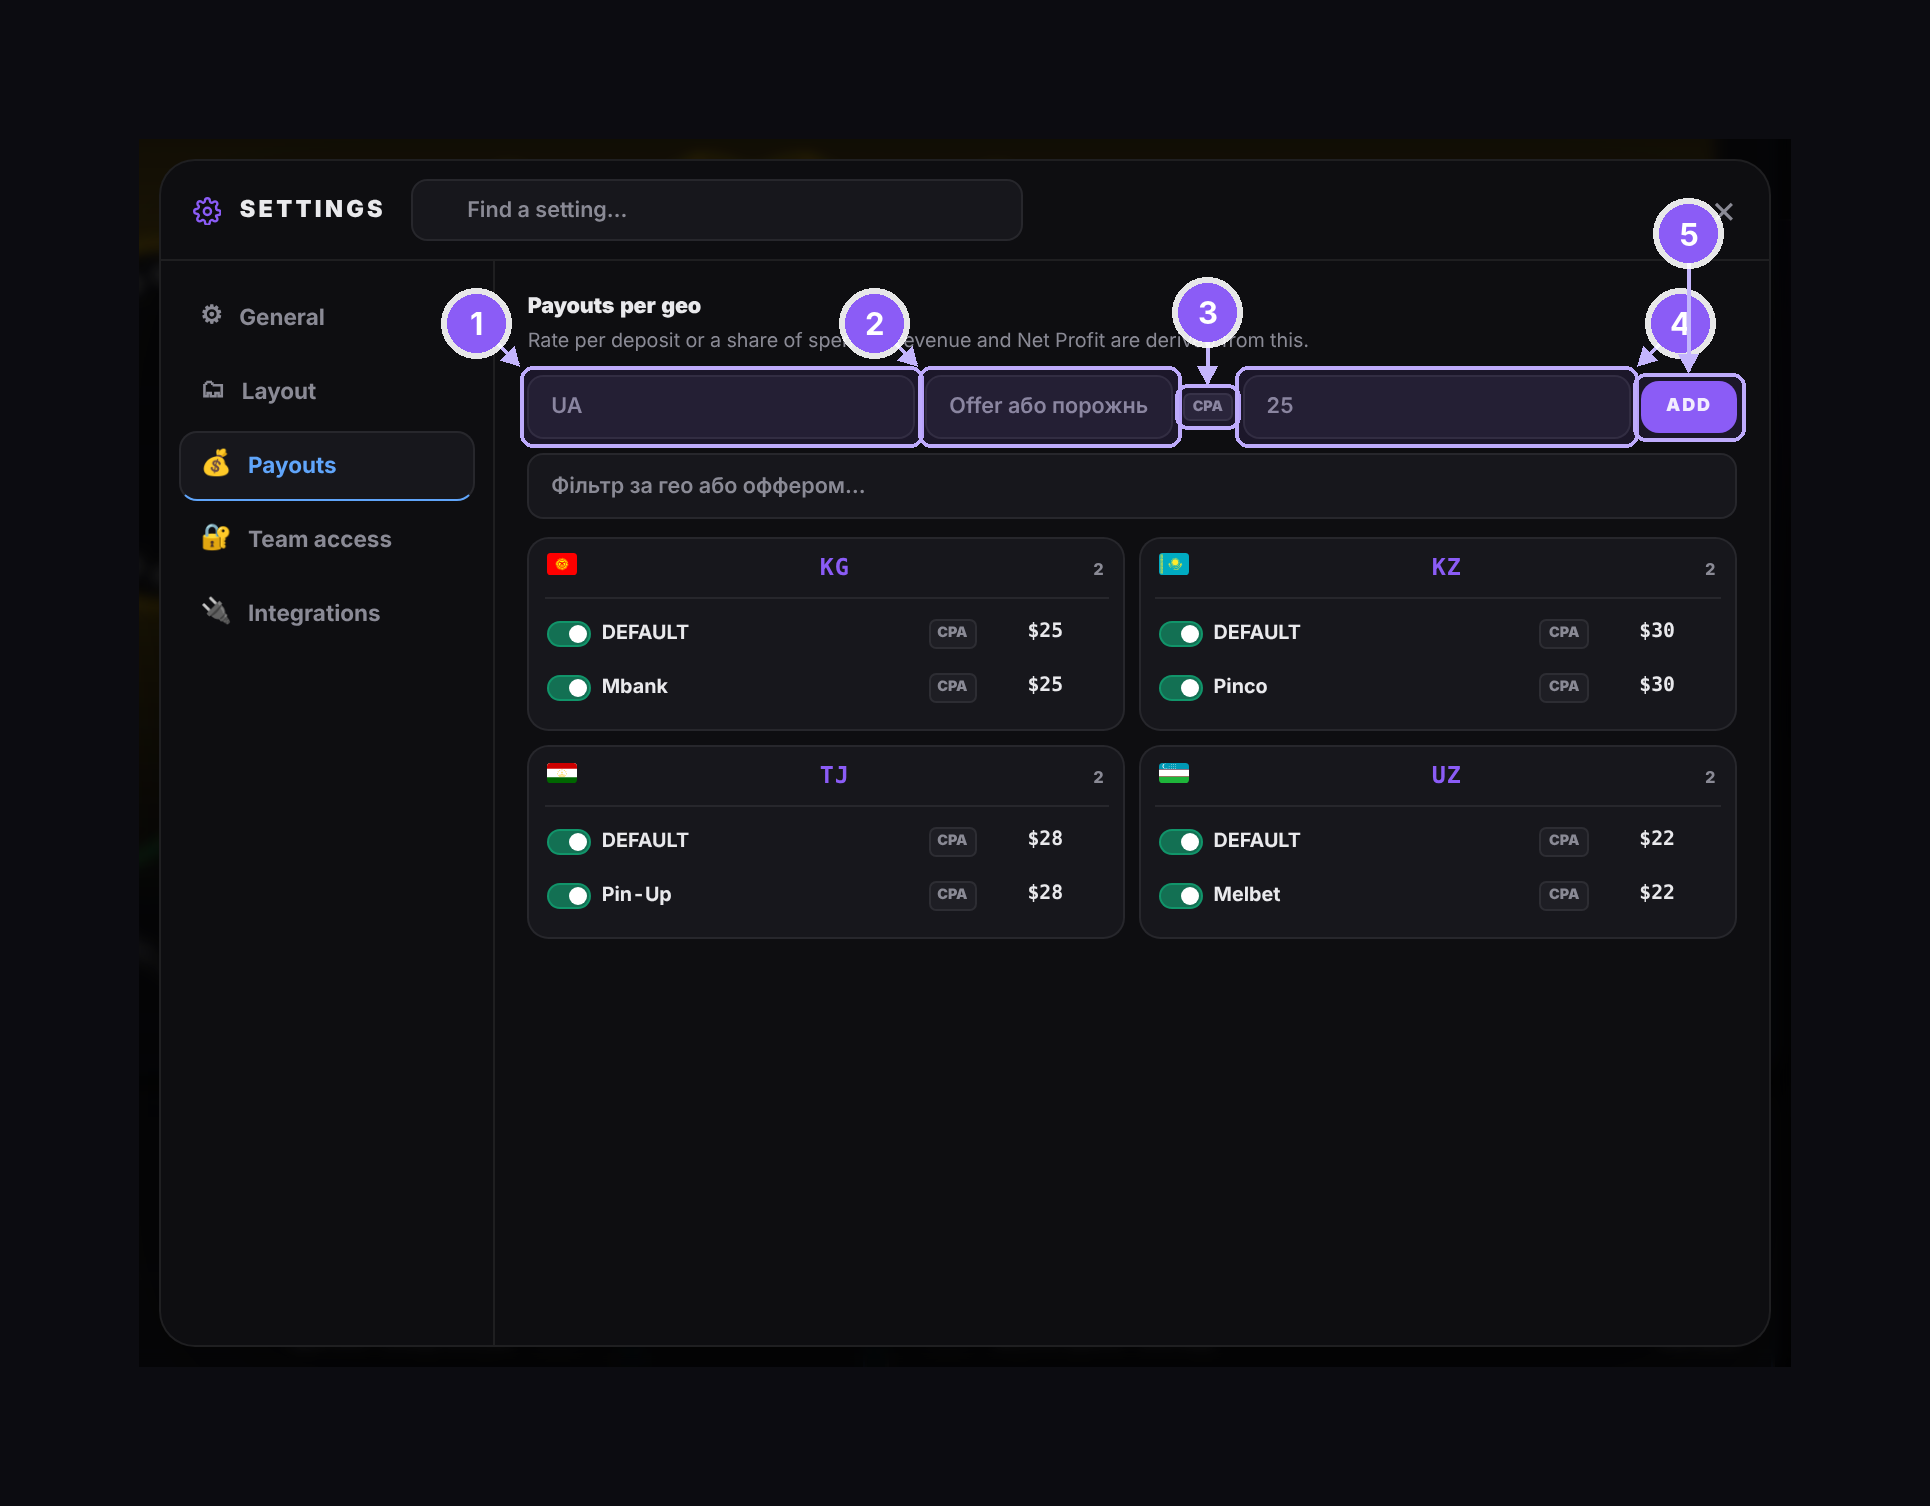 SETTINGS
Find a setting...
5
General
Layout
Payouts
Team access
Integrations
1
2
3
4
Payouts per geo
Rate per deposit or a share of spe evenue and Net Profit are deriv rom this.
UA
Offer або порожнь
CPA
25
ADD
Фільтр за гео або оффером...
KG 2
DEFAULT CPA $25
Mbank CPA $25
KZ 2
DEFAULT CPA $30
Pinco CPA $30
TJ 2
DEFAULT CPA $28
Pin-Up CPA $28
UZ 2
DEFAULT CPA $22
Melbet CPA $22